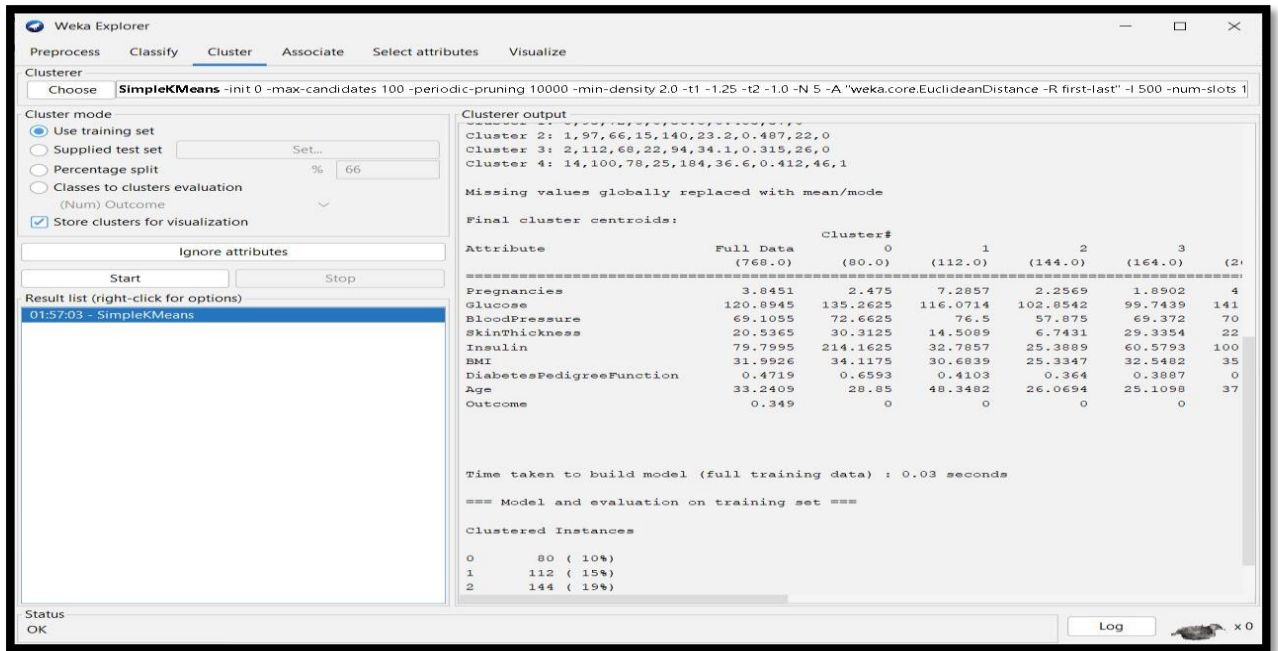 Weka Explorer
Preprocess Classify Cluster Associate Select attributes Visualize
Clusterer
Choose SimpleKMeans -init 0 -max-candidates 100 -periodic-pruning 10000 -min-density 2.0 -t1 -1.25 -t2 -1.0 -N 5 -A "weka.core.EuclideanDistance -R first-last" -I 500 -num-slots 1
Cluster mode
Use training set
Supplied test set Set...
Percentage split % 66
Classes to clusters evaluation
(Num) Outcome
Store clusters for visualization
Ignore attributes
Start Stop
Result list (right-click for options)
01:57:03 - SimpleKMeans
Clusterer output
Cluster 2: 1,97,66,15,140,23.2,0.487,22,0
Cluster 3: 2,112,68,22,94,34.1,0.315,26,0
Cluster 4: 14,100,78,25,184,36.6,0.412,46,1
Missing values globally replaced with mean/mode
Final cluster centroids:
Cluster#
Attribute Full Data 0 1 2 3
(768.0) (80.0) (112.0) (144.0) (164.0) (2
==========================================================================
Pregnancies 3.8451 2.475 7.2857 2.2569 1.8902 4
Glucose 120.8945 135.2625 116.0714 102.8542 99.7439 141
BloodPressure 69.1055 72.6625 76.5 57.875 69.372 70
SkinThickness 20.5365 30.3125 14.5089 6.7431 29.3354 22
Insulin 79.7995 214.1625 32.7857 25.3889 60.5793 100
BMI 31.9926 34.1175 30.6839 25.3347 32.5482 35
DiabetesPedigreeFunction 0.4719 0.6593 0.4103 0.364 0.3887 0
Age 33.2409 28.85 48.3482 26.0694 25.1098 37
Outcome 0.349 0 0 0 0
Time taken to build model (full training data) : 0.03 seconds
=== Model and evaluation on training set ===
Clustered Instances
0 80 ( 10%)
1 112 ( 15%)
2 144 ( 19%)
Status
OK
Log x 0